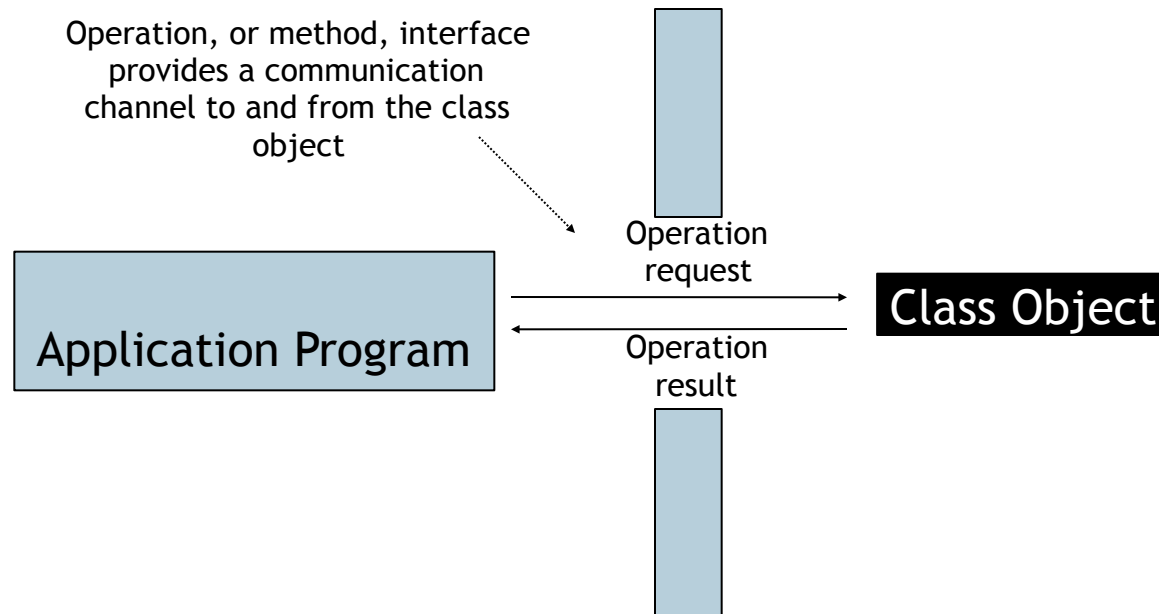 Operation, or method, interface
provides a communication
channel to and from the class
object
Operation
request
Application Program
Class Object
Operation
result